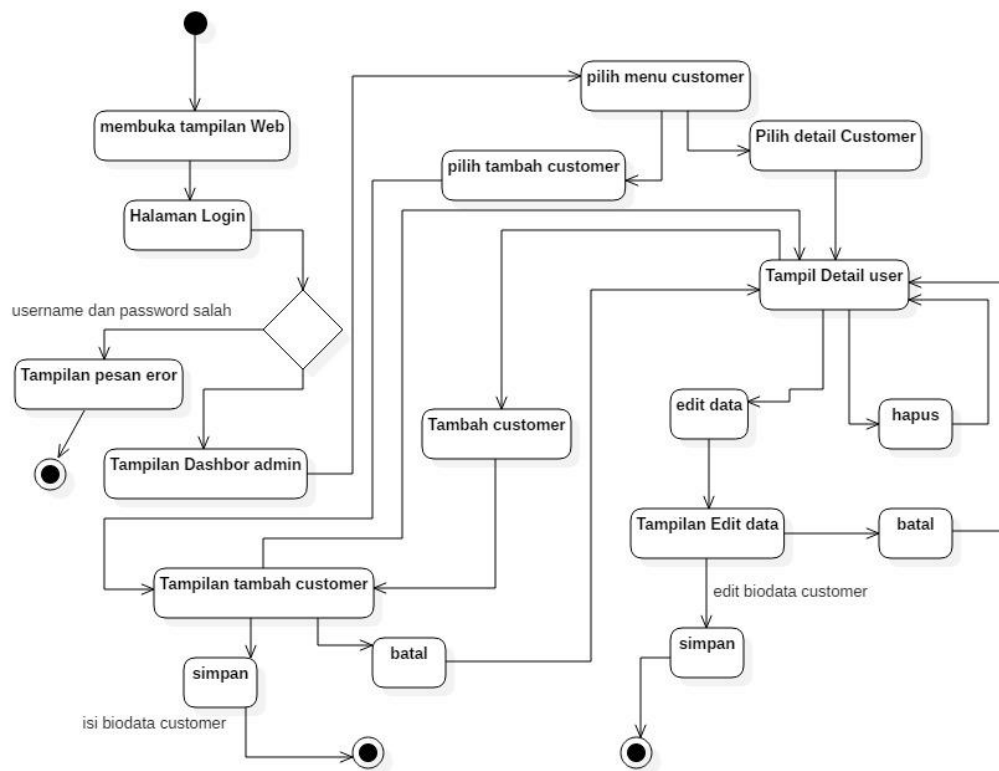 pilih menu customer
membuka tampilan Web
Pilih detail Customer
pilih tambah customer
Halaman Login
Tampil Detail user
username dan password salah
Tampilan pesan eror
edit data
hapus
Tambah customer
Tampilan Dashbor admin
Tampilan Edit data
batal
Tampilan tambah customer
edit biodata customer
simpan
batal
simpan
isi biodata customer